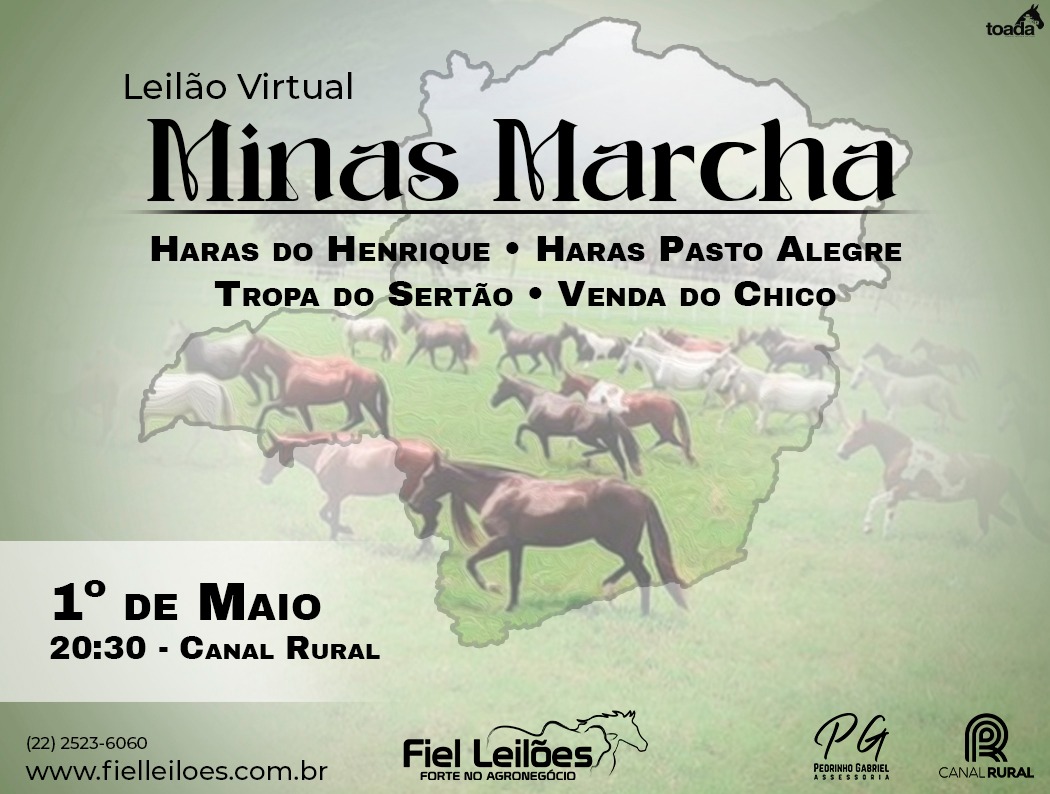 toada
Leilão Virtual
Minas Marcha
Haras do Henrique • Haras Pasto Alegre
Tropa do Sertão • Venda do Chico
1º de Maio
20:30 - Canal Rural
(22) 2523-6060
www.fielleiloes.com.br
Fiel Leilões
FORTE NO AGRONEGÓCIO
PG
PEDRINHO GABRIEL
ASSESSORIA
CANAL RURAL